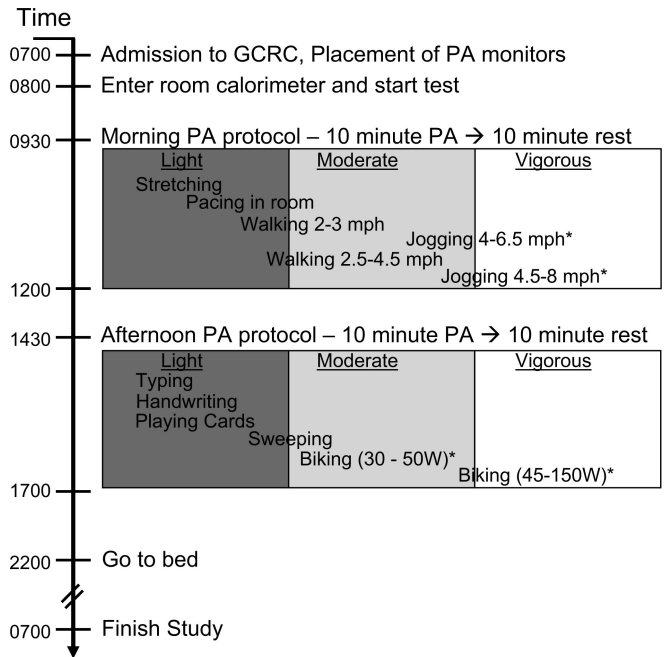 Time
0700 Admission to GCRC, Placement of PA monitors
0800 Enter room calorimeter and start test
0930 Morning PA protocol – 10 minute PA → 10 minute rest
Light Moderate Vigorous
Stretching
Pacing in room
Walking 2-3 mph
Jogging 4-6.5 mph*
Walking 2.5-4.5 mph
Jogging 4.5-8 mph*
1200
1430 Afternoon PA protocol – 10 minute PA → 10 minute rest
Light Moderate Vigorous
Typing
Handwriting
Playing Cards
Sweeping
Biking (30 - 50W)*
Biking (45-150W)*
1700
2200 Go to bed
0700 Finish Study